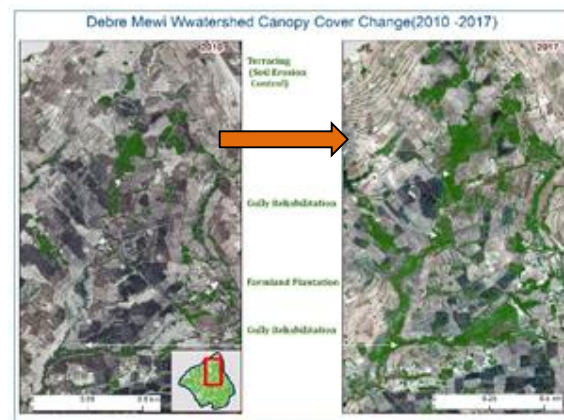 Debre Mewi Wwatershed Canopy Cover Change(2010 -2017)
2010
2017
Terracing
(Soil Erosion
Control)
Gully Rehabilitation
Farmland Plantation
Gully Rehabilitation